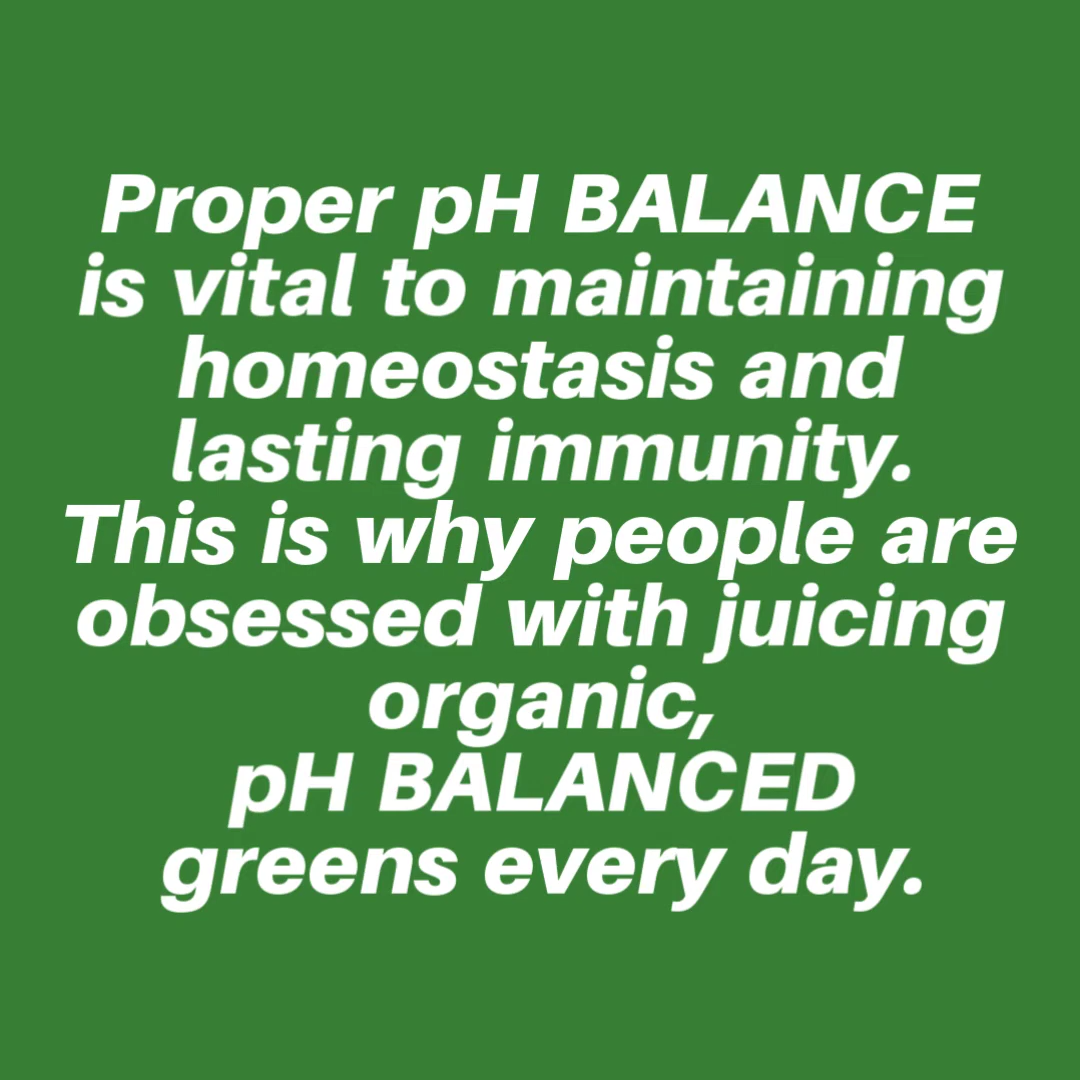 Proper pH BALANCE
is vital to maintaining
homeostasis and
lasting immunity.
This is why people are
obsessed with juicing
organic,
pH BALANCED
greens every day.